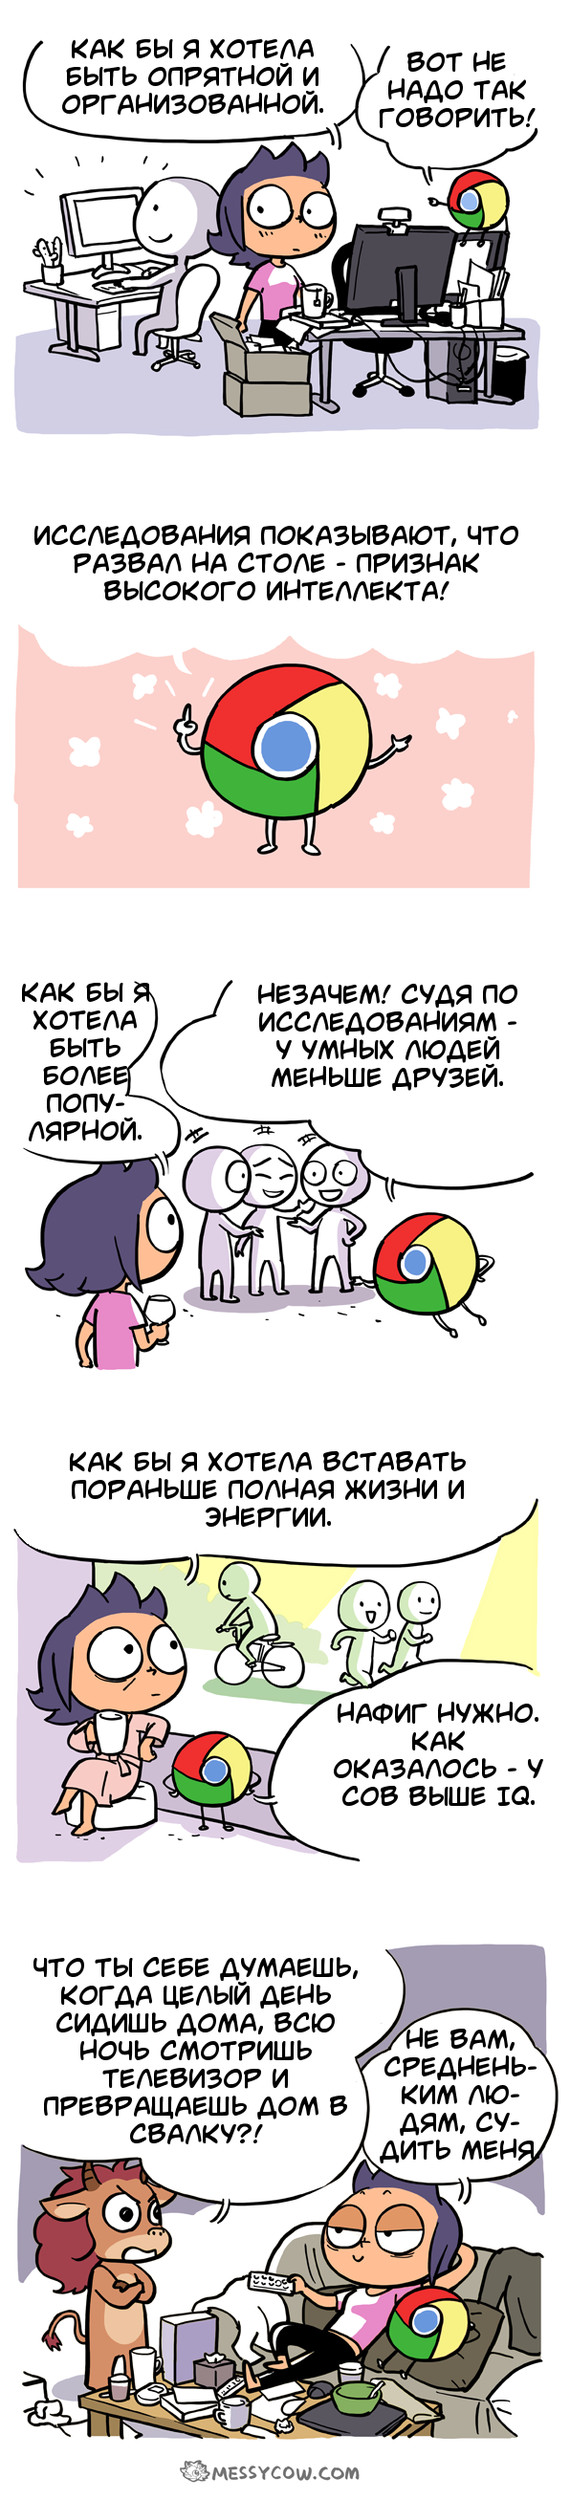 КАК БЫ Я ХОТЕЛА
БЫТЬ ОПРЯТНОЙ И
ОРГАНИЗОВАННОЙ.
ВОТ НЕ
НАДО ТАК
ГОВОРИТЬ!
ИССЛЕДОВАНИЯ ПОКАЗЫВАЮТ, ЧТО
РАЗВАЛ НА СТОЛЕ - ПРИЗНАК
ВЫСОКОГО ИНТЕЛЛЕКТА!
КАК БЫ Я
ХОТЕЛА
БЫТЬ
БОЛЕЕ
ПОПУ-
ЛЯРНОЙ.
НЕЗАЧЕМ! СУДЯ ПО
ИССЛЕДОВАНИЯМ -
У УМНЫХ ЛЮДЕЙ
МЕНЬШЕ ДРУЗЕЙ.
КАК БЫ Я ХОТЕЛА ВСТАВАТЬ
ПОРАНЬШЕ ПОЛНАЯ ЖИЗНИ И
ЭНЕРГИИ.
НАФИГ НУЖНО.
КАК
ОКАЗАЛОСЬ - У
СОВ ВЫШЕ IQ.
ЧТО ТЫ СЕБЕ ДУМАЕШЬ,
КОГДА ЦЕЛЫЙ ДЕНЬ
СИДИШЬ ДОМА, ВСЮ
НОЧЬ СМОТРИШЬ
ТЕЛЕВИЗОР И
ПРЕВРАЩАЕШЬ ДОМ В
СВАЛКУ?!
НЕ ВАМ,
СРЕДНЕНЬ-
КИМ ЛЮ-
ДЯМ, СУ-
ДИТЬ МЕНЯ.
MESSYCOW.COM